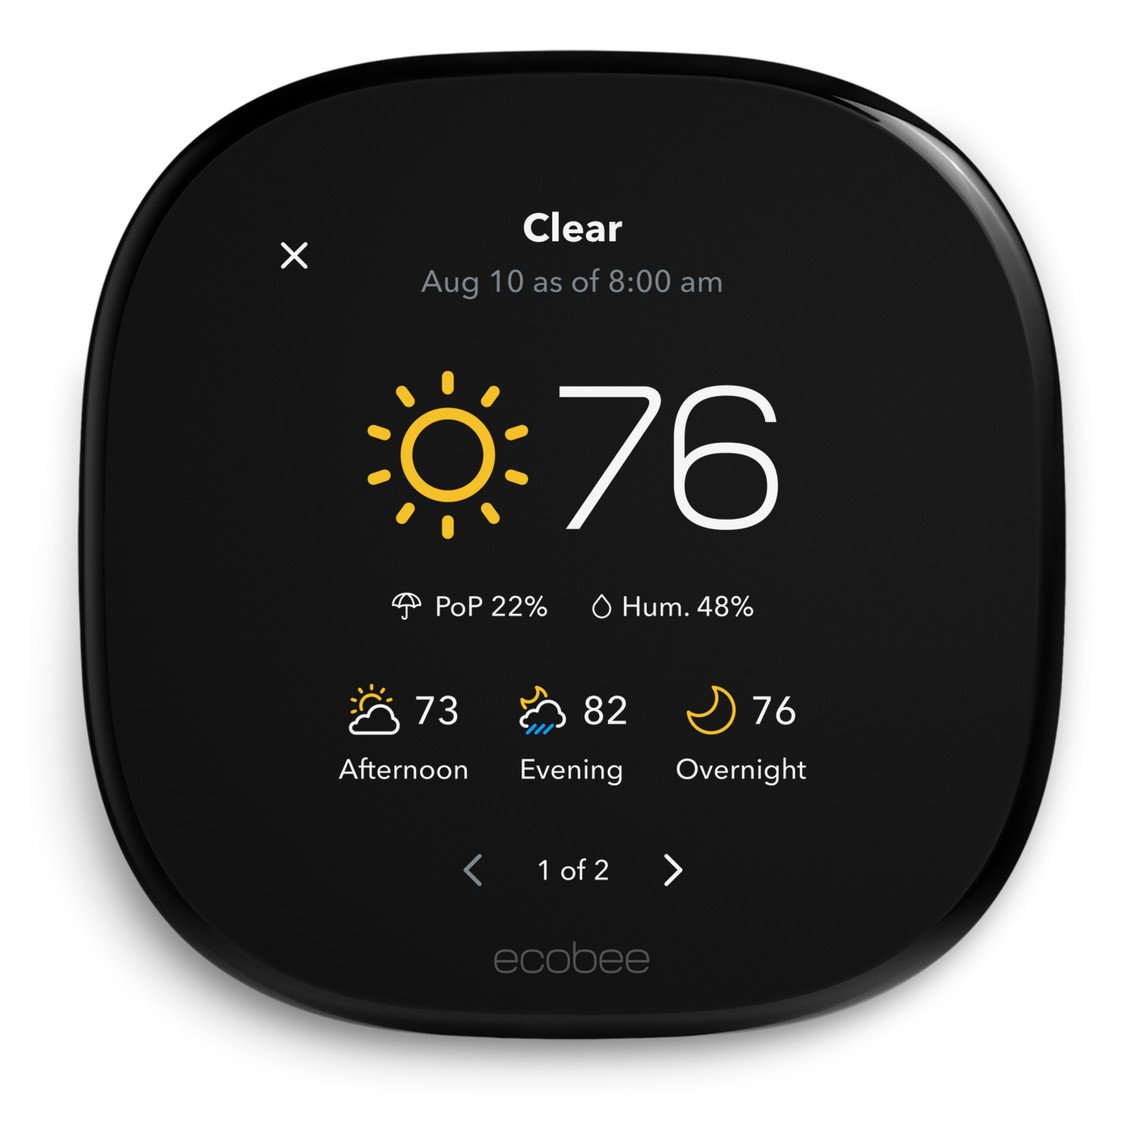 Clear
Aug 10 as of 8:00 am
76
PoP 22% Hum. 48%
73 82 76
Afternoon Evening Overnight
1 of 2
ecobee